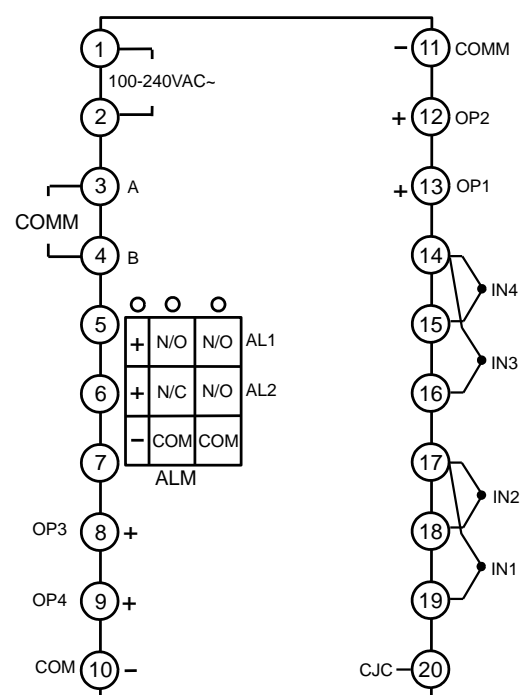 1
11
− COMM
100-240VAC~
2
+ 12 OP2
3 A
+ 13 OP1
COMM
4 B
14
IN4
5
15
+ N/O N/O AL1
IN3
6
+ N/C N/O AL2
16
− COM COM
7
ALM
17
IN2
OP3 8 +
18
IN1
OP4 9 +
19
COM 10 −
CJC 20